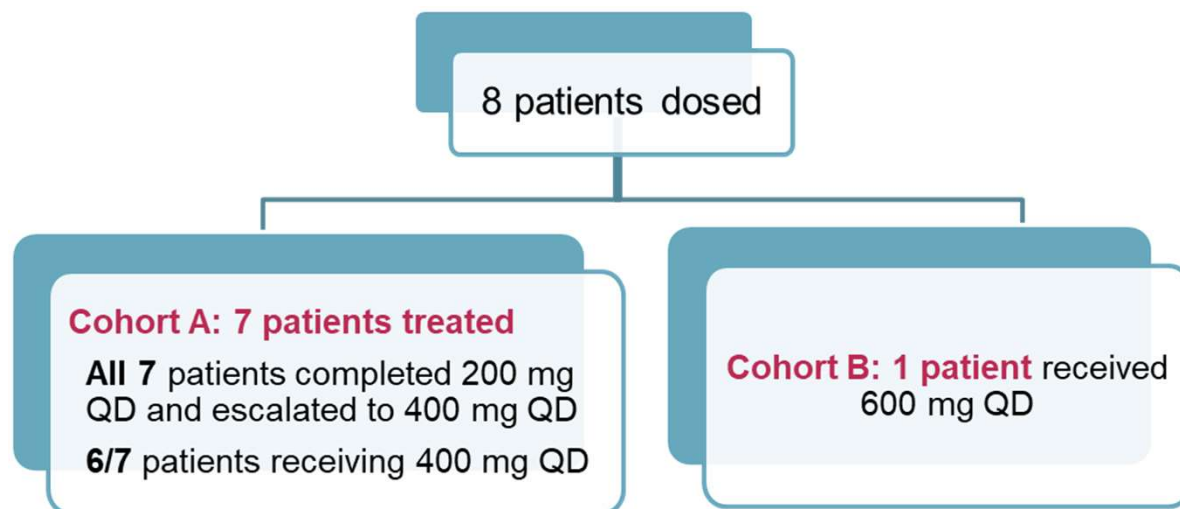 8 patients dosed
Cohort A: 7 patients treated
All 7 patients completed 200 mg
QD and escalated to 400 mg QD
6/7 patients receiving 400 mg QD
Cohort B: 1 patient received
600 mg QD